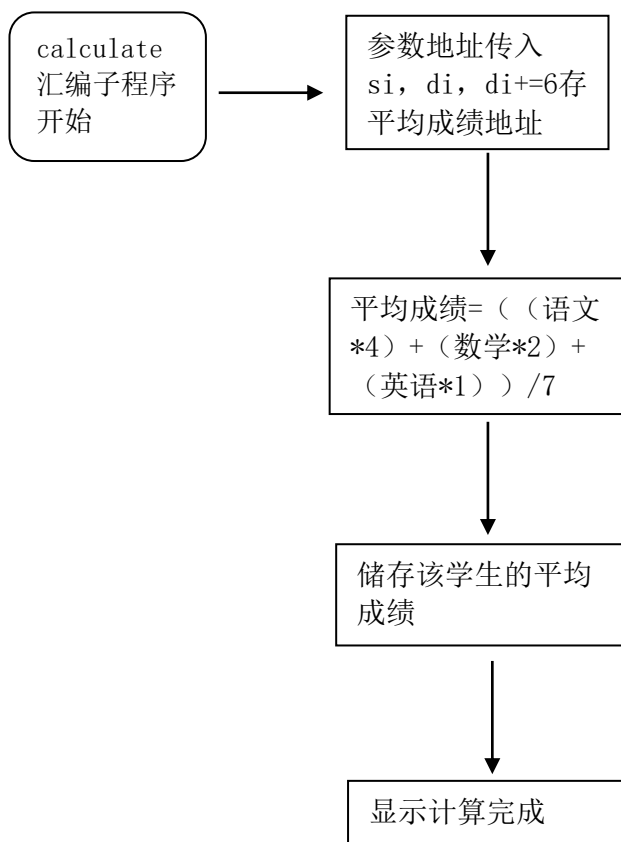 calculate
汇编子程序
开始
参数地址传入
si, di, di+=6存
平均成绩地址
平均成绩=（（语文
*4）+（数学*2）+
（英语*1））/7
储存该学生的平均
成绩
显示计算完成